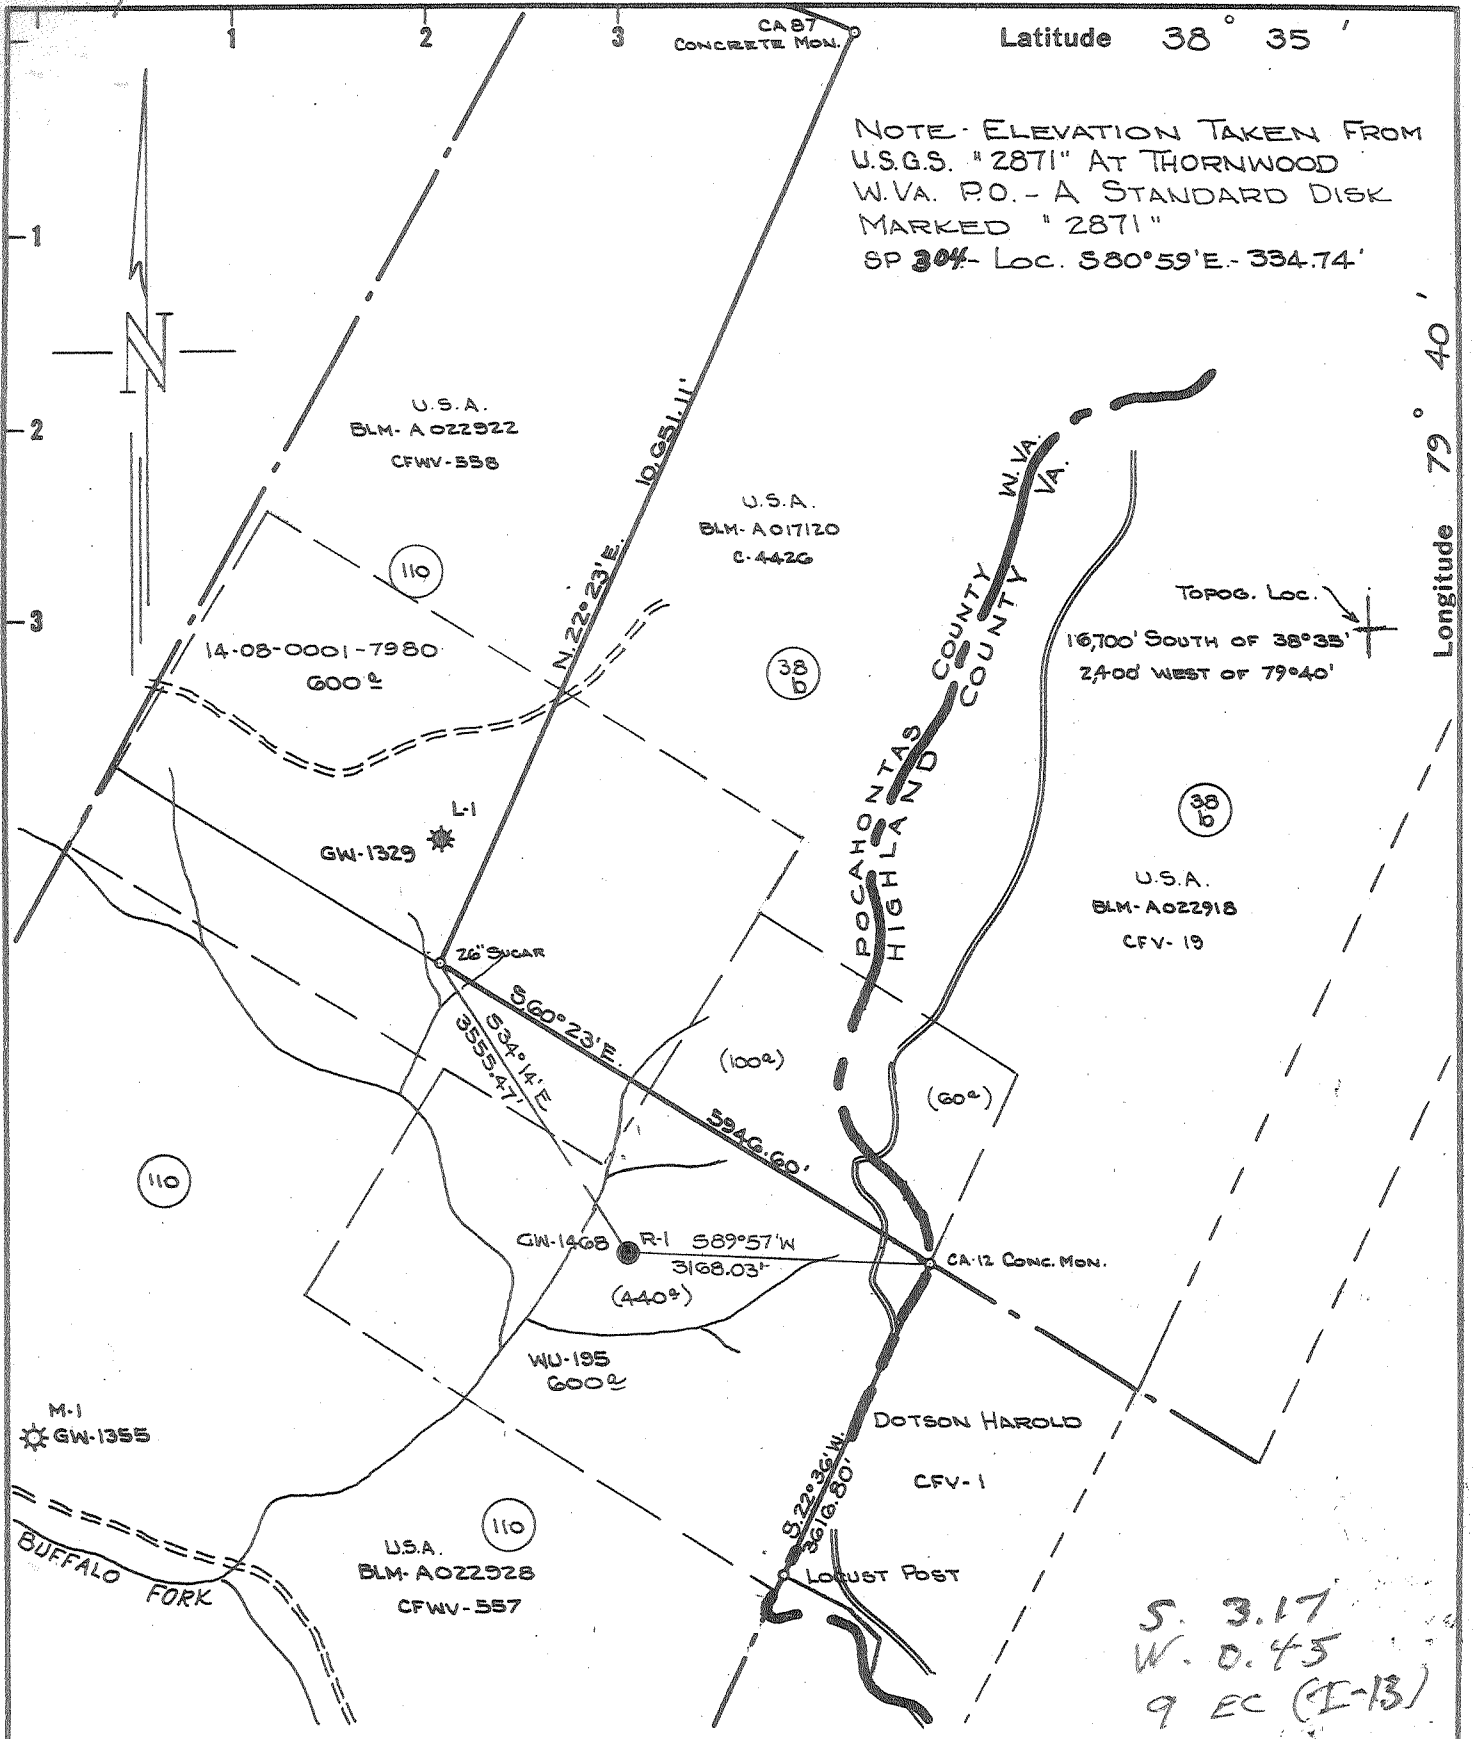 1
2
3
CA 87
CONCRETE MON.
Latitude 38° 35'
NOTE - ELEVATION TAKEN FROM
U.S.G.S. "2871" AT THORNWOOD
W.VA. P.O. - A STANDARD DISK
MARKED "2871"
SP 304 - LOC. S80°59'E. - 334.74'
1
2
3
N
Longitude 79° 40'
U.S.A.
BLM- A 022922
CFWV-558
10,651.11'
N.22°23'E.
U.S.A.
BLM- A 017120
C-4426
W. VA.
VA.
110
14-08-0001-7980
600 a
38
b
POCAHONTAS COUNTY
HIGHLAND COUNTY
TOPOG. LOC.
16,700' SOUTH OF 38°35'
2,400' WEST OF 79°40'
L-1
GW-1329
38
b
U.S.A.
BLM-A022918
CFV-19
26" SUGAR
S.60°23'E.
5946.60'
S34°14'E
3555.47'
(100a)
(60a)
110
GW-1468
R-1
S89°57'W
3168.03'
CA-12 CONC. MON.
(440a)
WU-195
600a
M-1
GW-1355
DOTSON HAROLD
CFV-1
S.22°36'W.
3616.80'
110
U.S.A.
BLM- A022928
CFWV-557
BUFFALO FORK
LOCUST POST
S. 3.17
W. 0.45
9 EC (I-13)